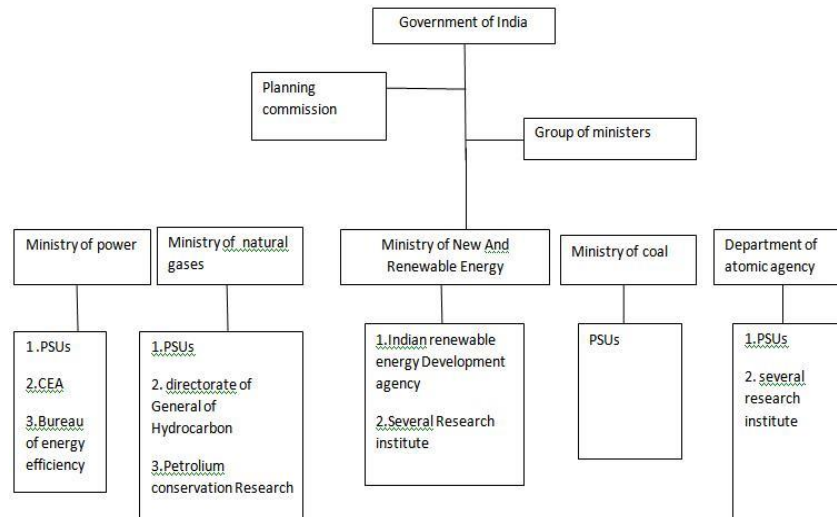 Government of India
Planning
commission
Group of ministers
Ministry of power
Ministry of natural
gases
Ministry of New And
Renewable Energy
Ministry of coal
Department of
atomic agency
1.PSUs
2.CEA
3.Bureau
of energy
efficiency
1.PSUs
2. directorate of
General of
Hydrocarbon
3.Petrolium
conservation Research
1.Indian renewable
energy Development
agency
2.Several Research
institute
PSUs
1.PSUs
2. several
research
institute